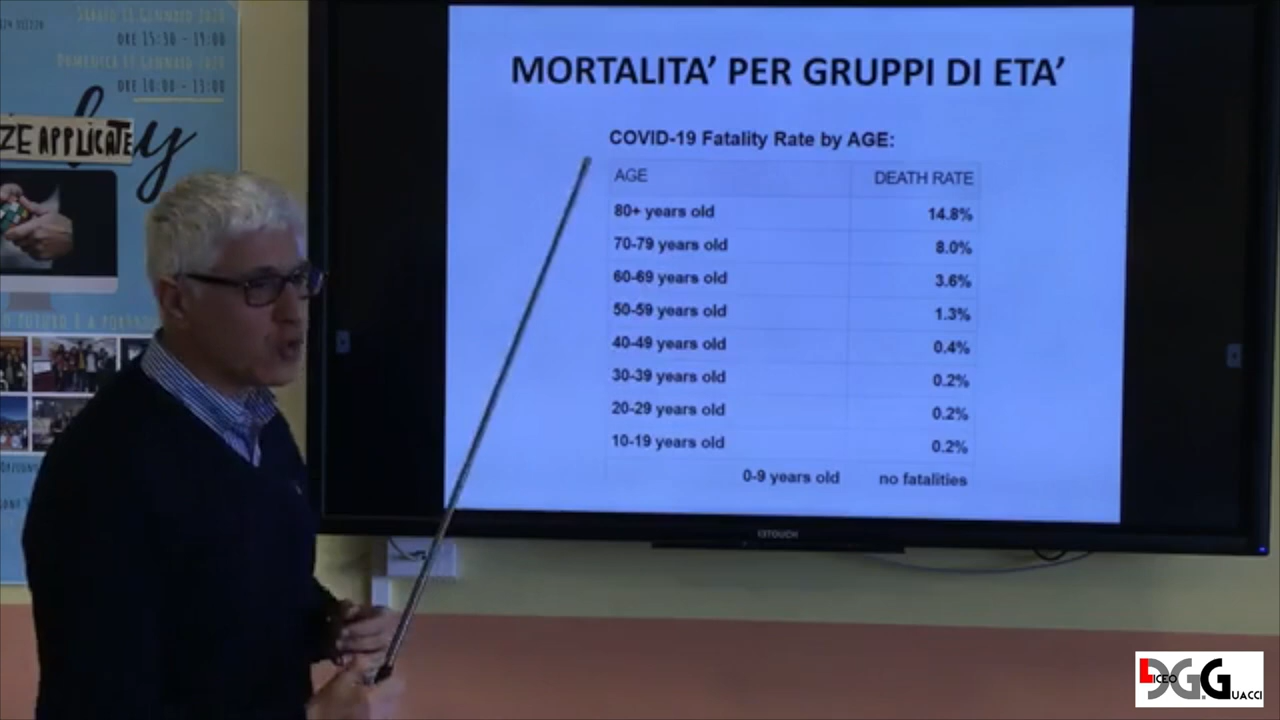 SABATO 11 GENNAIO 2020
ORE 15:30 - 19:00
ORE 10:00 - 13:00
ZE APPLICATE
MORTALITA’ PER GRUPPI DI ETA’
COVID-19 Fatality Rate by AGE:
AGE DEATH RATE
80+ years old 14.8%
70-79 years old 8.0%
60-69 years old 3.6%
50-59 years old 1.3%
40-49 years old 0.4%
30-39 years old 0.2%
20-29 years old 0.2%
10-19 years old 0.2%
0-9 years old no fatalities
LICEO G.GUACCI